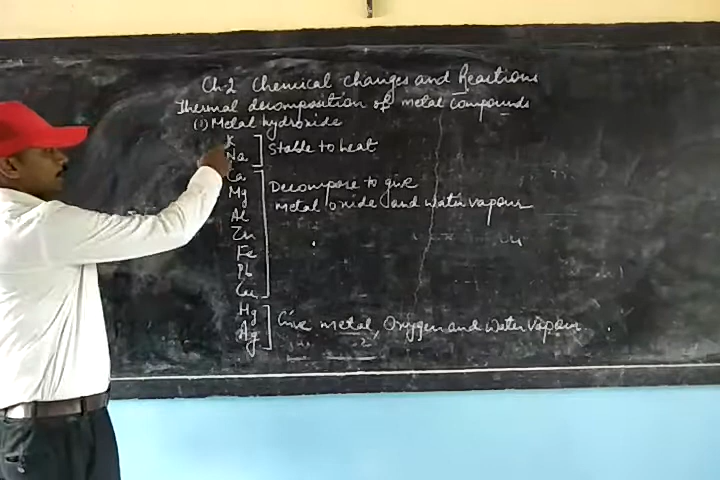 Ch-2 Chemical changes and Reactions
Thermal decomposition of metal compounds
(1) Metal hydroxide
K
Na
Stable to heat
Ca
Mg
Al
Zn
Fe
Pb
Cu
Decompose to give
Metal oxide and water vapour
Hg
Ag
Give metal, Oxygen and Water vapour